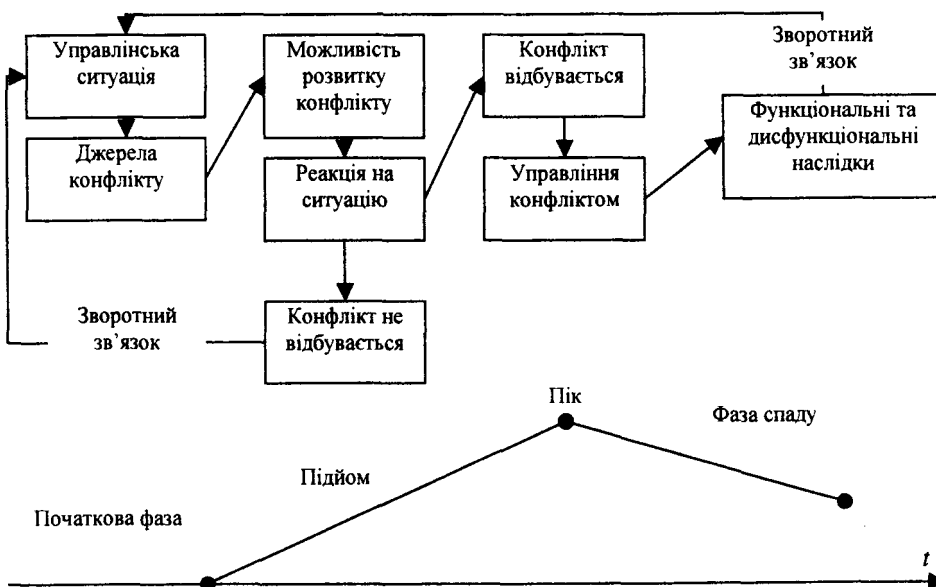 Управлінська
ситуація
Джерела
конфлікту
Можливість
розвитку
конфлікту
Реакція на
ситуацію
Конфлікт не
відбувається
Зворотний
зв’язок
Конфлікт
відбувається
Управління
конфліктом
Зворотний
зв’язок
Функціональні та
дисфункціональні
наслідки
Початкова фаза
Підйом
Пік
Фаза спаду
t